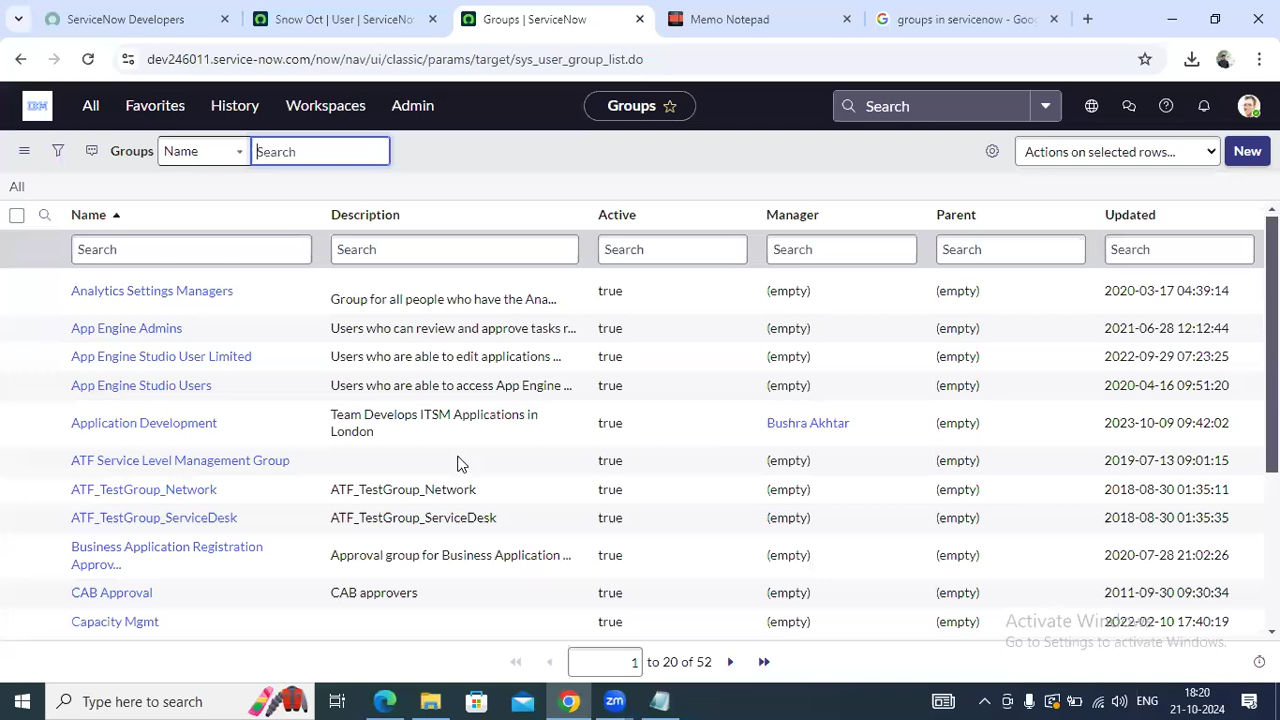 ServiceNow Developers
Snow Oct | User | ServiceNo
Groups | ServiceNow
Memo Notepad
groups in servicenow - Goo
dev246011.service-now.com/now/nav/ui/classic/params/target/sys_user_group_list.do
IBM
All
Favorites
History
Workspaces
Admin
Groups
Search
Groups
Name
Search
Actions on selected rows...
New
All
Name Description Active Manager Parent Updated
Search Search Search Search Search Search
Analytics Settings Managers Group for all people who have the Ana... true (empty) (empty) 2020-03-17 04:39:14
App Engine Admins Users who can review and approve tasks r... true (empty) (empty) 2021-06-28 12:12:44
App Engine Studio User Limited Users who are able to edit applications ... true (empty) (empty) 2022-09-29 07:23:25
App Engine Studio Users Users who are able to access App Engine ... true (empty) (empty) 2020-04-16 09:51:20
Application Development Team Develops ITSM Applications in
London true Bushra Akhtar (empty) 2023-10-09 09:42:02
ATF Service Level Management Group true (empty) (empty) 2019-07-13 09:01:15
ATF_TestGroup_Network ATF_TestGroup_Network true (empty) (empty) 2018-08-30 01:35:11
ATF_TestGroup_ServiceDesk ATF_TestGroup_ServiceDesk true (empty) (empty) 2018-08-30 01:35:35
Business Application Registration
Approv... Approval group for Business Application ... true (empty) (empty) 2020-07-28 21:02:26
CAB Approval CAB approvers true (empty) (empty) 2011-09-30 09:30:34
Capacity Mgmt true (empty) (empty) 2022-02-10 17:40:19
Activate Windows
Go to Settings to activate Windows.
1 to 20 of 52
Type here to search
zm
ENG
18:20
21-10-2024